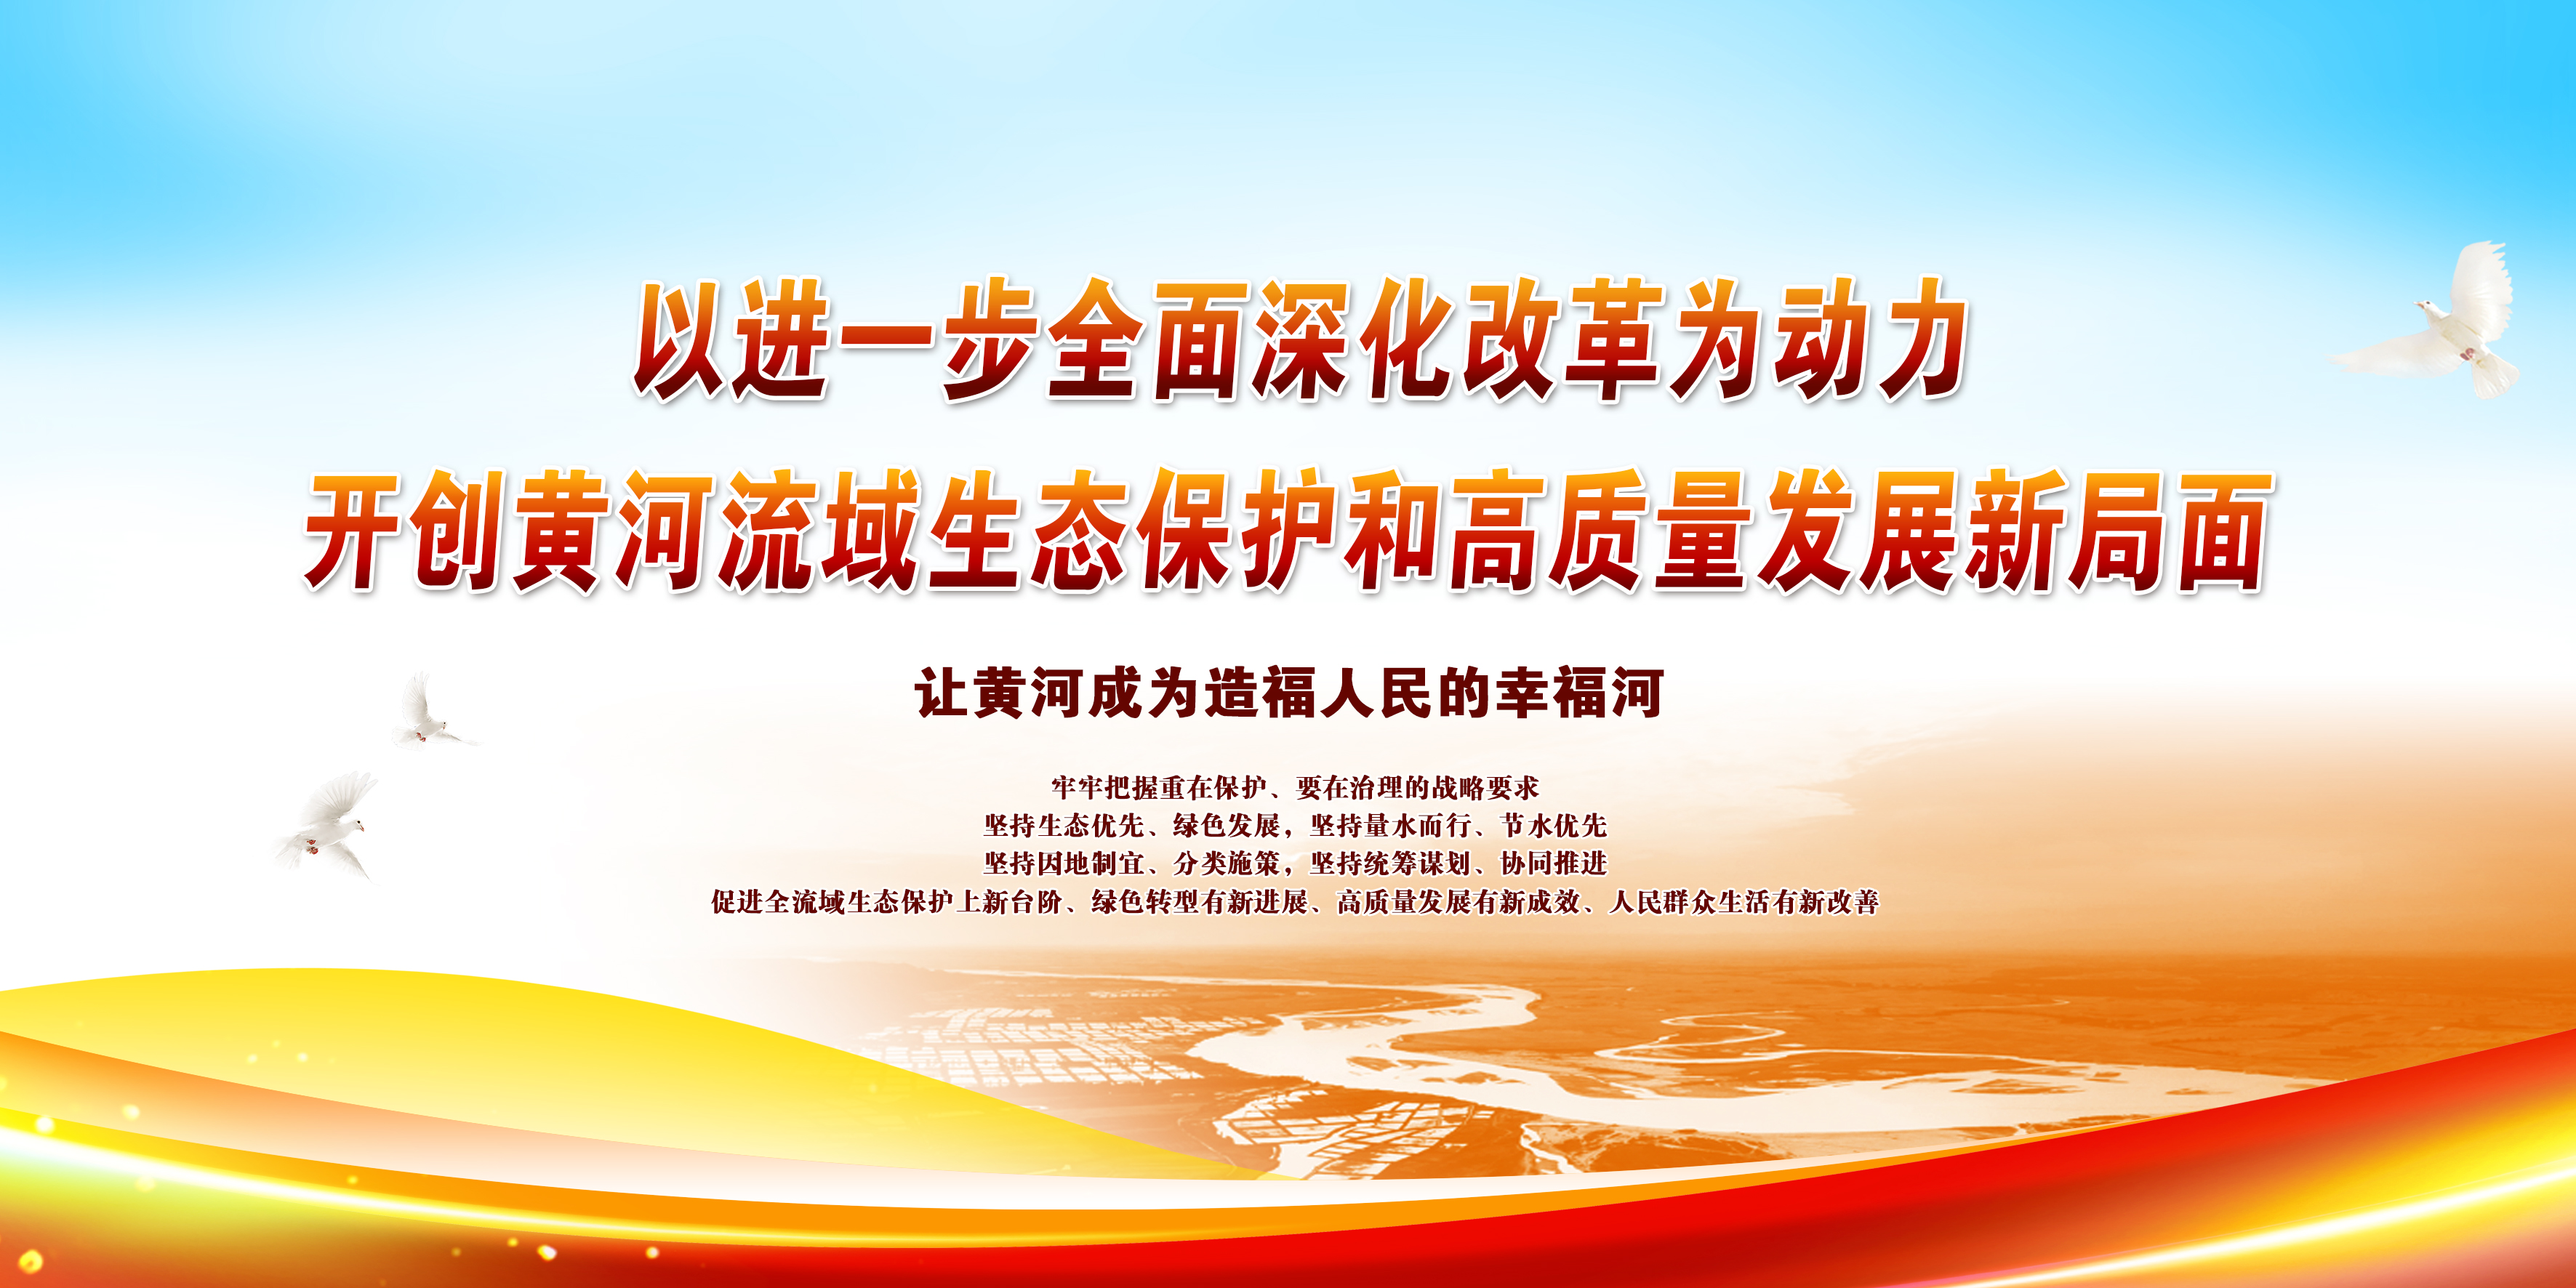 以进一步全面深化改革为动力
开创黄河流域生态保护和高质量发展新局面
让黄河成为造福人民的幸福河
牢牢把握重在保护、要在治理的战略要求
坚持生态优先、绿色发展，坚持量水而行、节水优先
坚持因地制宜、分类施策，坚持统筹谋划、协同推进
促进全流域生态保护上新台阶、绿色转型有新进展、高质量发展有新成效、人民群众生活有新改善